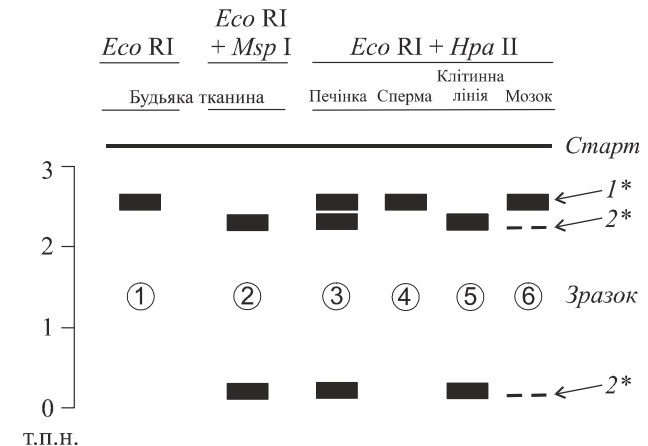 Eco RI
Eco RI
+ Msp I
Eco RI + Hpa II
Будьяка тканина
Печінка
Сперма
Клітинна
лінія
Мозок
Старт
3
1*
2*
2
1
2
3
4
5
6
Зразок
1
2*
0
т.п.н.